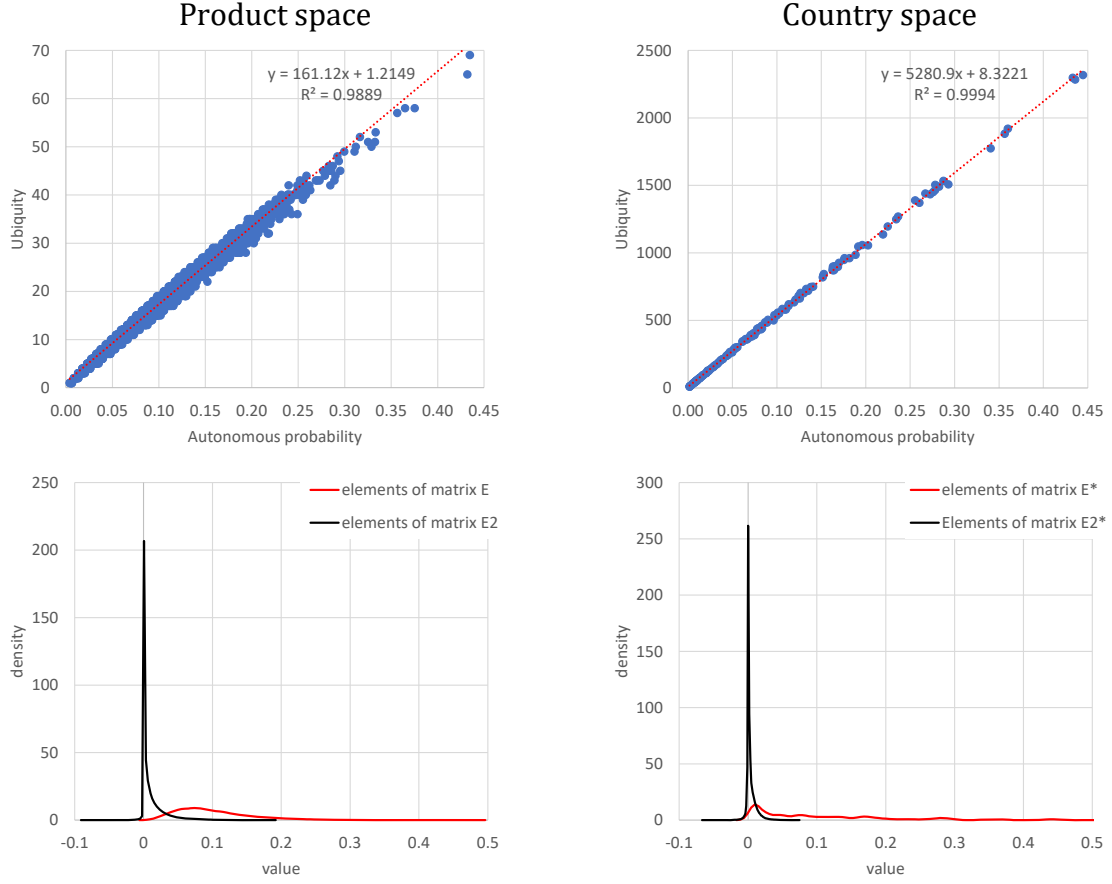 Product space
Country space
y = 161.12x + 1.2149
R² = 0.9889
70
60
50
40
30
20
10
0
Ubiquity
0.00 0.05 0.10 0.15 0.20 0.25 0.30 0.35 0.40 0.45
Autonomous probability
y = 5280.9x + 8.3221
R² = 0.9994
2500
2000
1500
1000
500
0
Ubiquity
0.00 0.05 0.10 0.15 0.20 0.25 0.30 0.35 0.40 0.45
Autonomous probability
elements of matrix E
elements of matrix E2
250
200
150
100
50
0
density
-0.1 0 0.1 0.2 0.3 0.4 0.5
value
elements of matrix E*
Elements of matrix E2*
300
250
200
150
100
50
0
density
-0.1 0 0.1 0.2 0.3 0.4 0.5
value